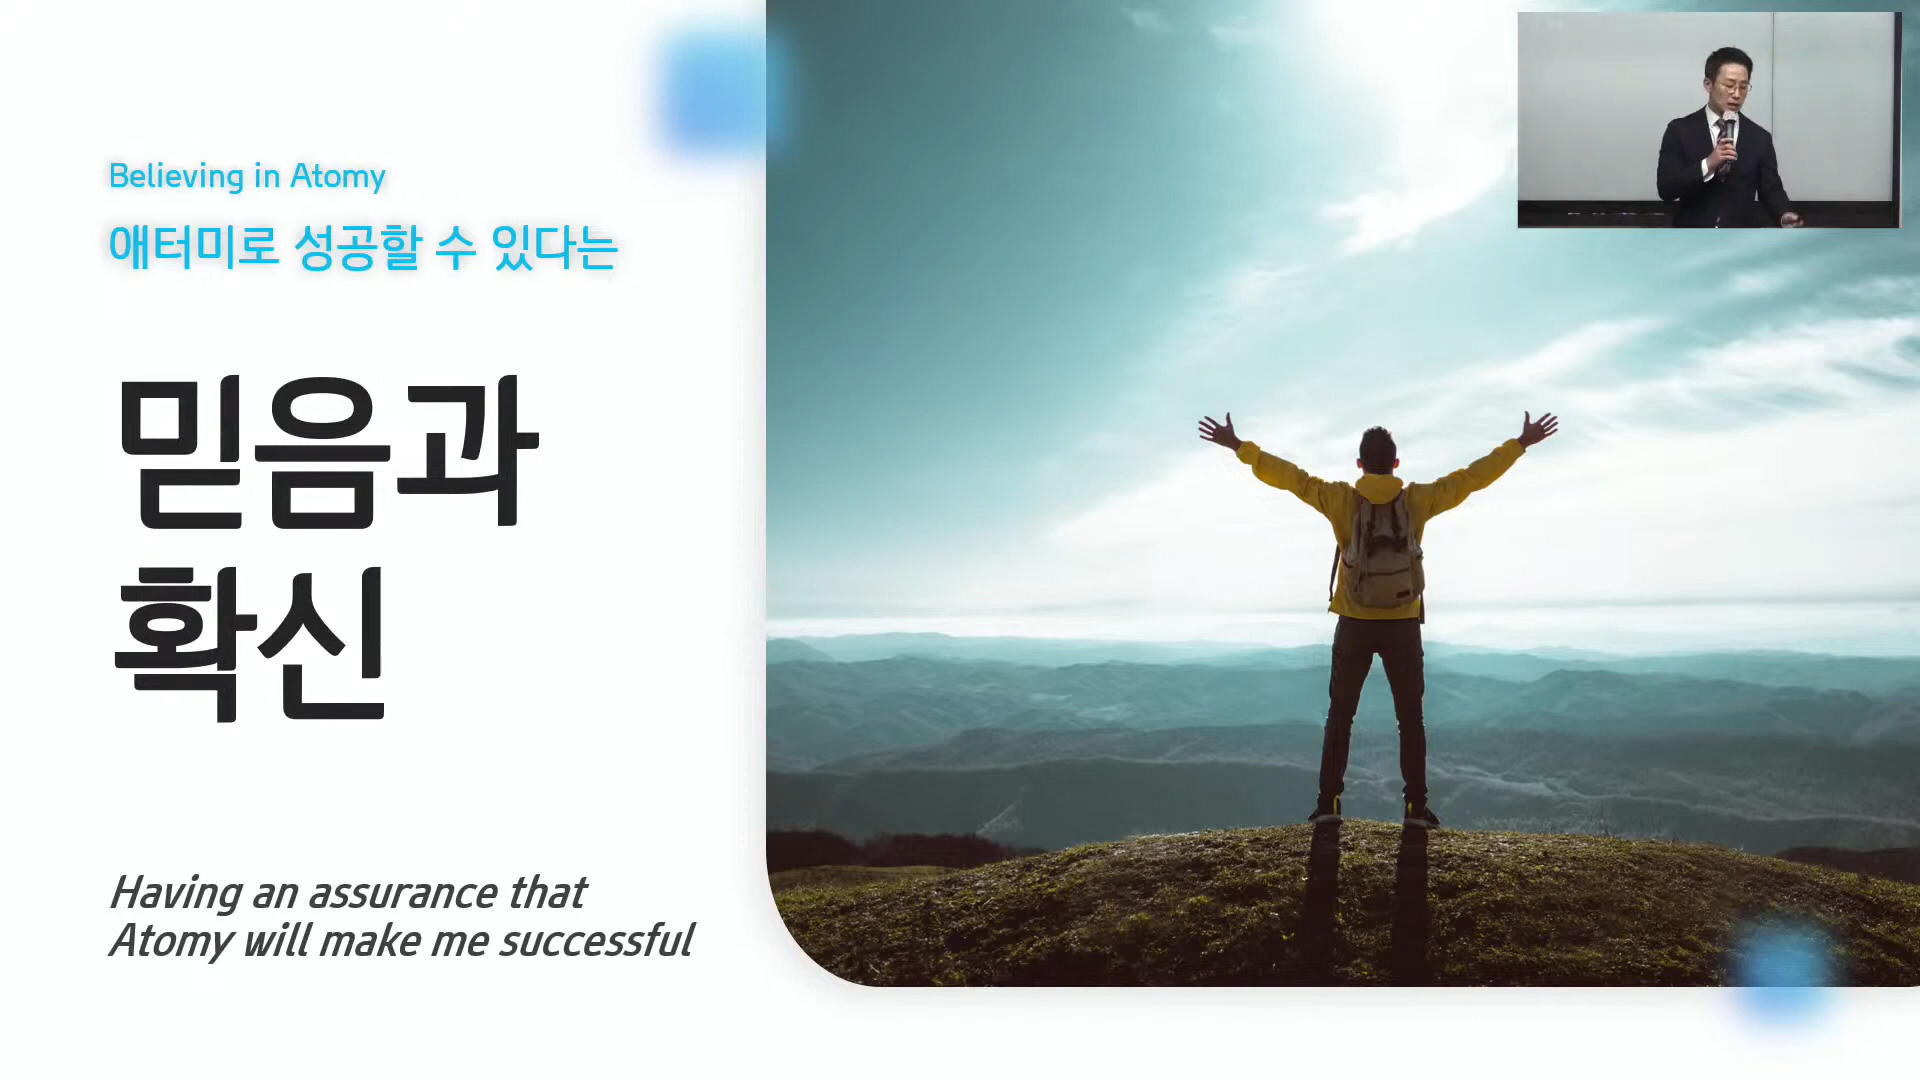 Believing in Atomy
애터미로 성공할 수 있다는
믿음과
확신
Having an assurance that
Atomy will make me successful